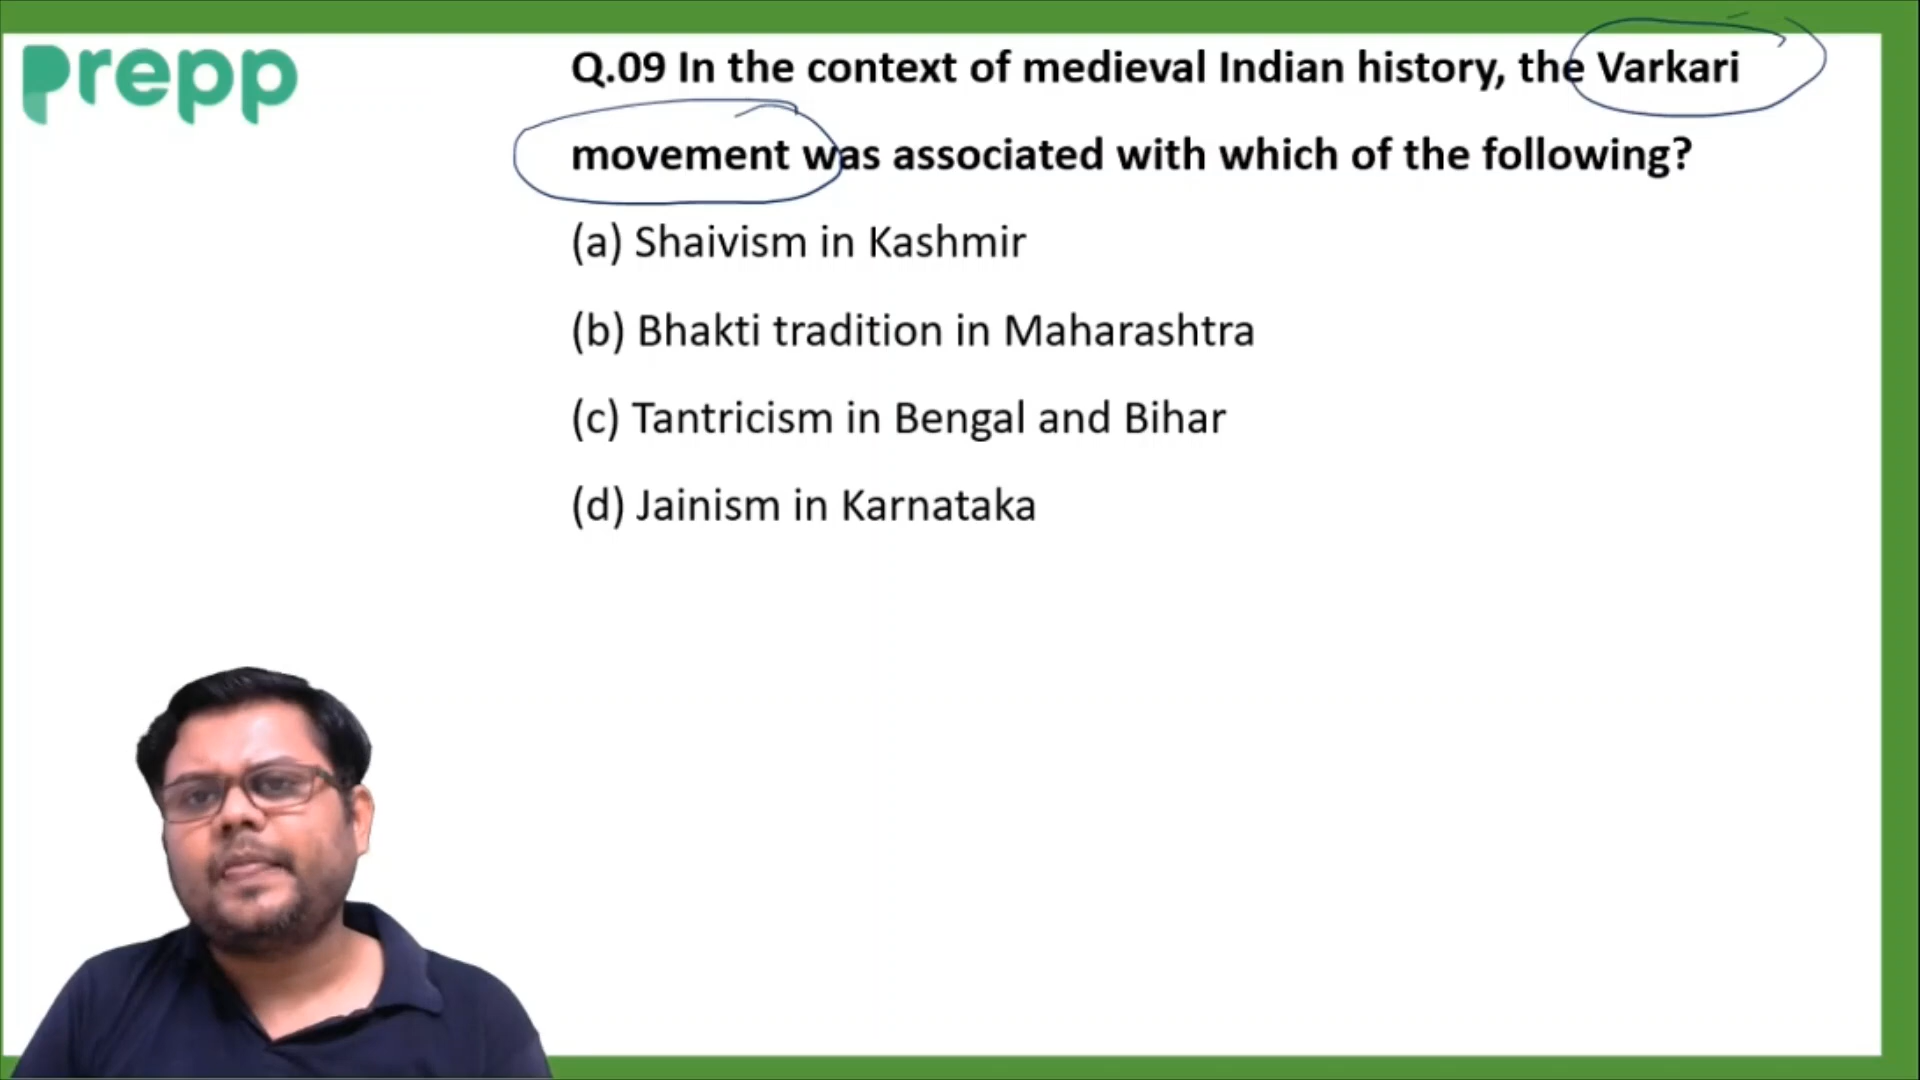 prepp
Q.09 In the context of medieval Indian history, the Varkari
movement was associated with which of the following?
(a) Shaivism in Kashmir
(b) Bhakti tradition in Maharashtra
(c) Tantricism in Bengal and Bihar
(d) Jainism in Karnataka